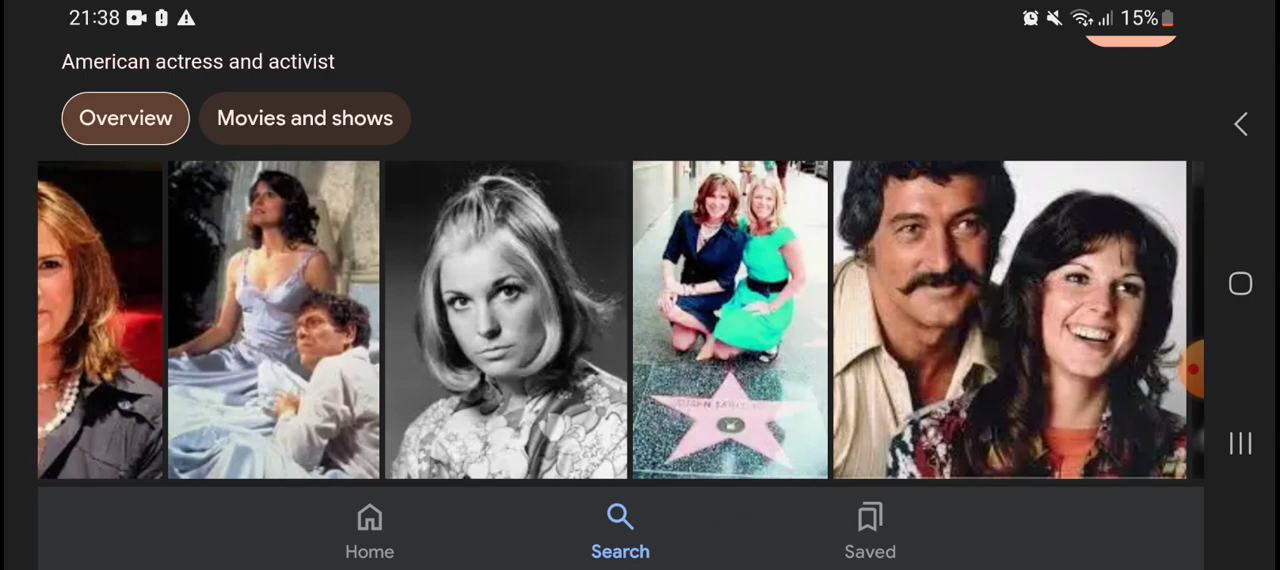 21:38
15%
American actress and activist
Overview
Movies and shows
Home
Search
Saved